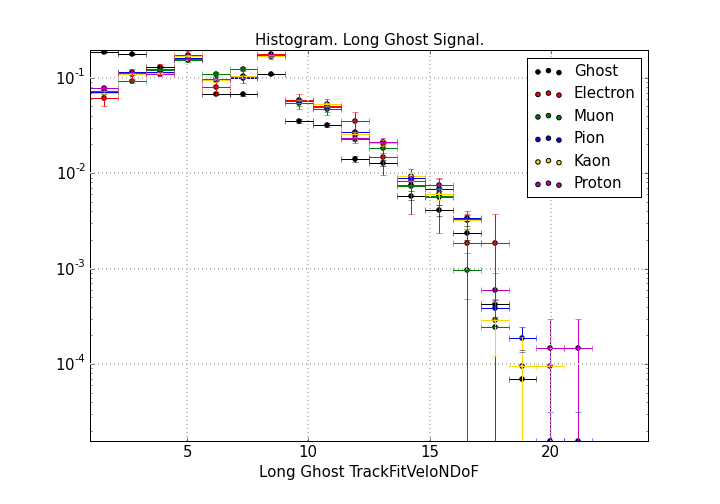 Histogram. Long Ghost Signal.
Ghost
Electron
Muon
Pion
Kaon
Proton
10^-1
10^-2
10^-3
10^-4
5 10 15 20
Long Ghost TrackFitVeloNDoF